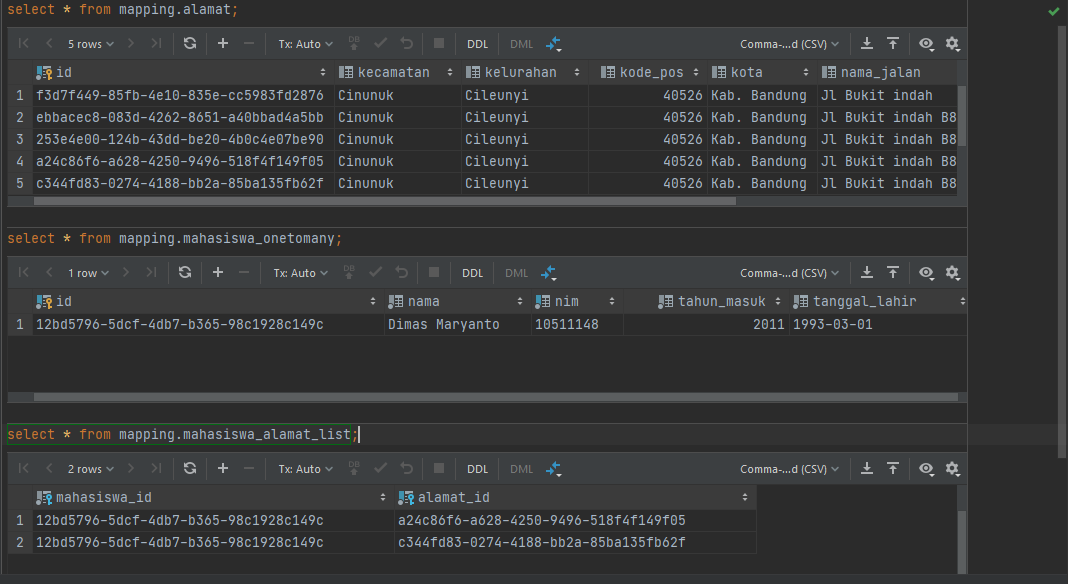 select * from mapping.alamat;
5 rows Tx: Auto DB DDL DML Comma-...d (CSV)
id kecamatan kelurahan kode_pos kota nama_jalan
1 f3d7f449-85fb-4e10-835e-cc5983fd2876 Cinunuk Cileunyi 40526 Kab. Bandung Jl Bukit indah
2 ebbacec8-083d-4262-8651-a40bbad4a5bb Cinunuk Cileunyi 40526 Kab. Bandung Jl Bukit indah B8
3 253e4e00-124b-43dd-be20-4b0c4e07be90 Cinunuk Cileunyi 40526 Kab. Bandung Jl Bukit indah B8
4 a24c86f6-a628-4250-9496-518f4f149f05 Cinunuk Cileunyi 40526 Kab. Bandung Jl Bukit indah B8
5 c344fd83-0274-4188-bb2a-85ba135fb62f Cinunuk Cileunyi 40526 Kab. Bandung Jl Bukit indah B8
select * from mapping.mahasiswa_onetomany;
1 row Tx: Auto DB DDL DML Comma-...d (CSV)
id nama nim tahun_masuk tanggal_lahir
1 12bd5796-5dcf-4db7-b365-98c1928c149c Dimas Maryanto 10511148 2011 1993-03-01
select * from mapping.mahasiswa_alamat_list;
2 rows Tx: Auto DB DDL DML Comma-...d (CSV)
mahasiswa_id alamat_id
1 12bd5796-5dcf-4db7-b365-98c1928c149c a24c86f6-a628-4250-9496-518f4f149f05
2 12bd5796-5dcf-4db7-b365-98c1928c149c c344fd83-0274-4188-bb2a-85ba135fb62f